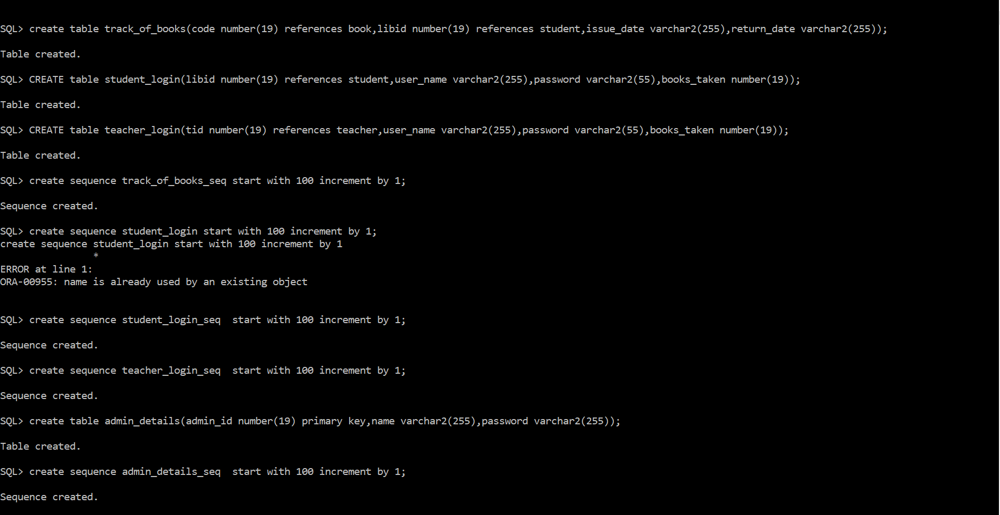 SQL> create table track_of_books(code number(19) references book,libid number(19) references student,issue_date varchar2(255),return_date varchar2(255));
Table created.
SQL> CREATE table student_login(libid number(19) references student,user_name varchar2(255),password varchar2(55),books_taken number(19));
Table created.
SQL> CREATE table teacher_login(tid number(19) references teacher,user_name varchar2(255),password varchar2(55),books_taken number(19));
Table created.
SQL> create sequence track_of_books_seq start with 100 increment by 1;
Sequence created.
SQL> create sequence student_login start with 100 increment by 1;
create sequence student_login start with 100 increment by 1
*
ERROR at line 1:
ORA-00955: name is already used by an existing object
SQL> create sequence student_login_seq  start with 100 increment by 1;
Sequence created.
SQL> create sequence teacher_login_seq  start with 100 increment by 1;
Sequence created.
SQL> create table admin_details(admin_id number(19) primary key,name varchar2(255),password varchar2(255));
Table created.
SQL> create sequence admin_details_seq  start with 100 increment by 1;
Sequence created.